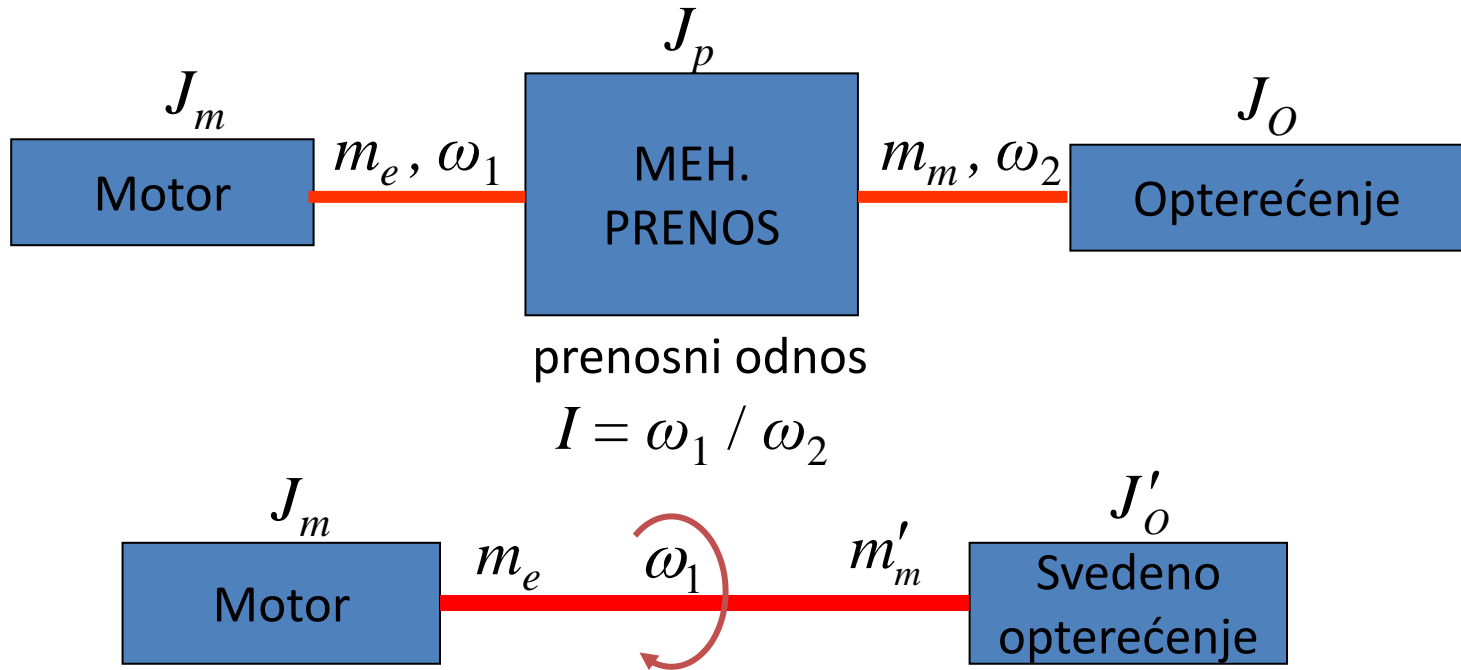 J_p
J_m
J_O
m_e, ω_1
m_m, ω_2
Motor
MEH.
PRENOS
Opterećenje
prenosni odnos
I = ω_1 / ω_2
J_m
J'_O
m_e
ω_1
m'_m
Motor
Svedeno
opterećenje